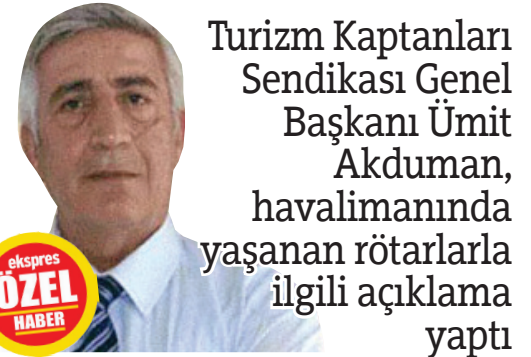 Turizm Kaptanları
Sendikası Genel
Başkanı Ümit
Akduman,
havalimanında
yaşanan rötarlarla
ilgili açıklama
yaptı
ekspres
ÖZEL
HABER